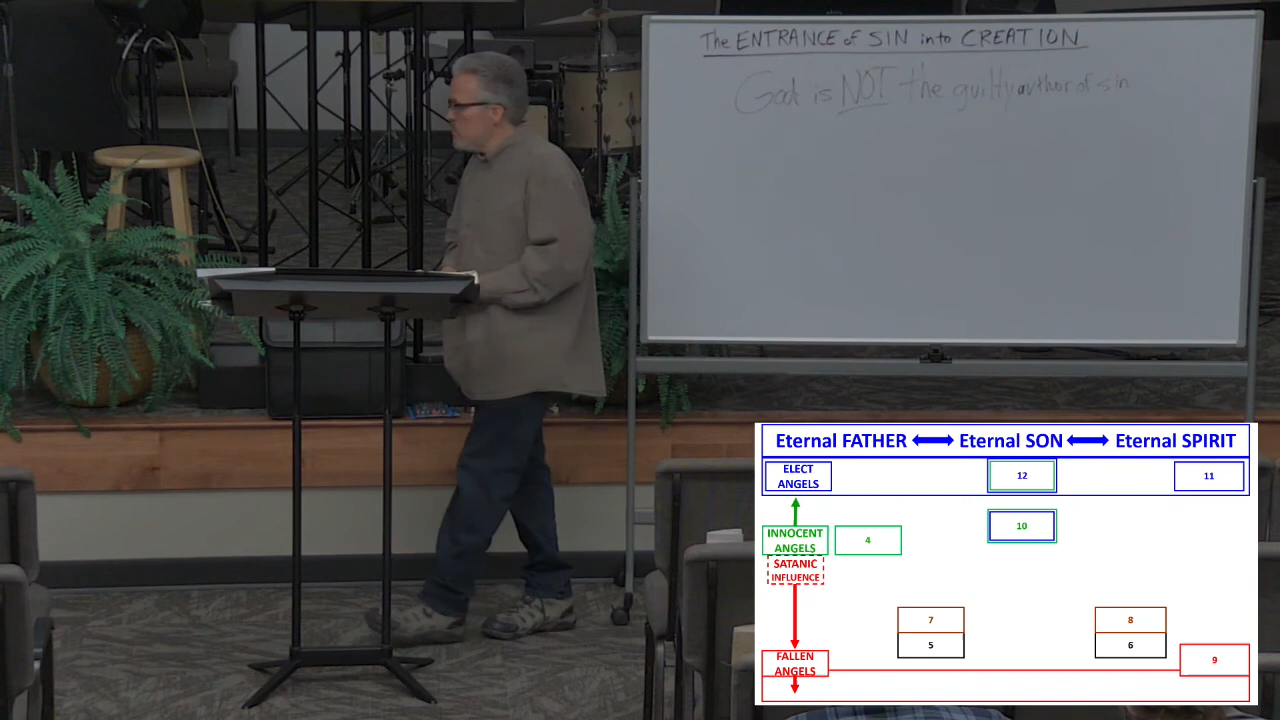 The ENTRANCE of SIN into CREATION
God is NOT the guilty author of sin
Eternal FATHER Eternal SON Eternal SPIRIT
ELECT
ANGELS
12
11
INNOCENT
ANGELS
4
10
SATANIC
INFLUENCE
7
8
5
6
FALLEN
ANGELS
9